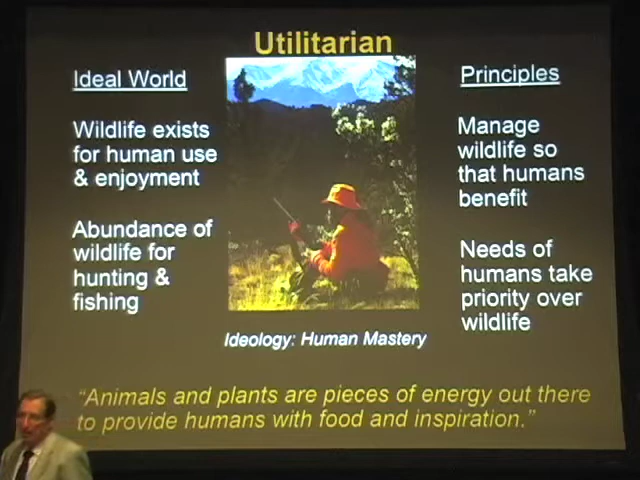 Utilitarian
Ideal World
Wildlife exists
for human use
& enjoyment
Abundance of
wildlife for
hunting &
fishing
Principles
Manage
wildlife so
that humans
benefit
Needs of
humans take
priority over
wildlife
Ideology: Human Mastery
“Animals and plants are pieces of energy out there
to provide humans with food and inspiration.”